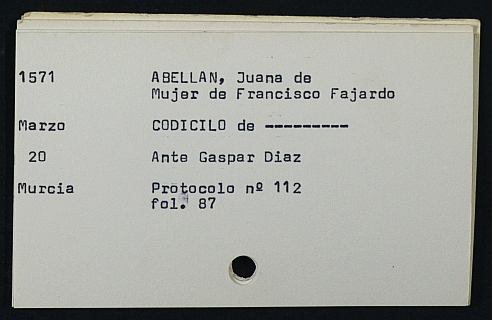 1571 ABELLAN, Juana de
Mujer de Francisco Fajardo
Marzo CODICILO de ---------
20 Ante Gaspar Diaz
Murcia Protocolo nº 112
fol. 87